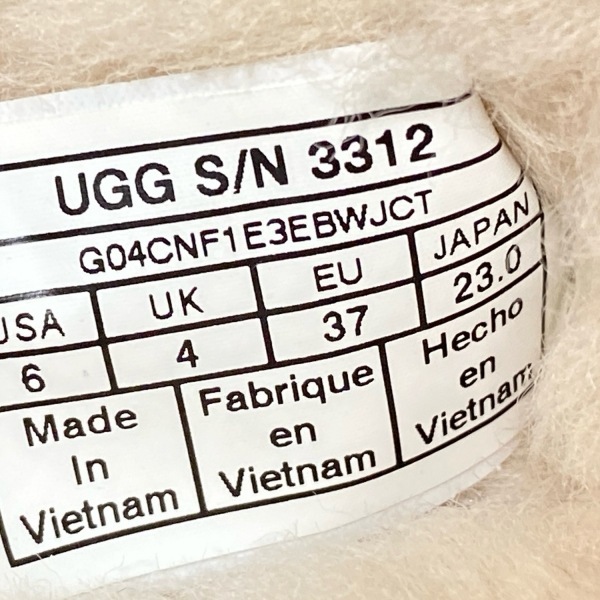 UGG S/N 3312
G04CNF1E3EBWJCT
USA UK EU JAPAN
6 4 37 23.0
Made In Vietnam
Fabrique en Vietnam
Hecho en Vietnam